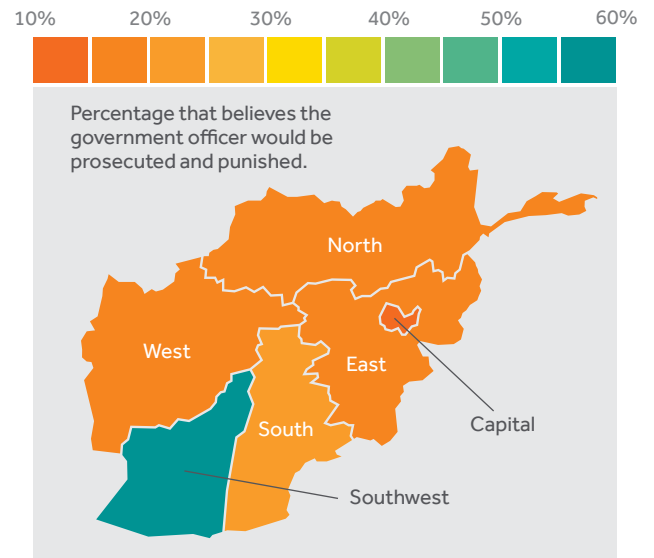 10% 20% 30% 40% 50% 60%
Percentage that believes the
government officer would be
prosecuted and punished.
North
West
East
South
Capital
Southwest